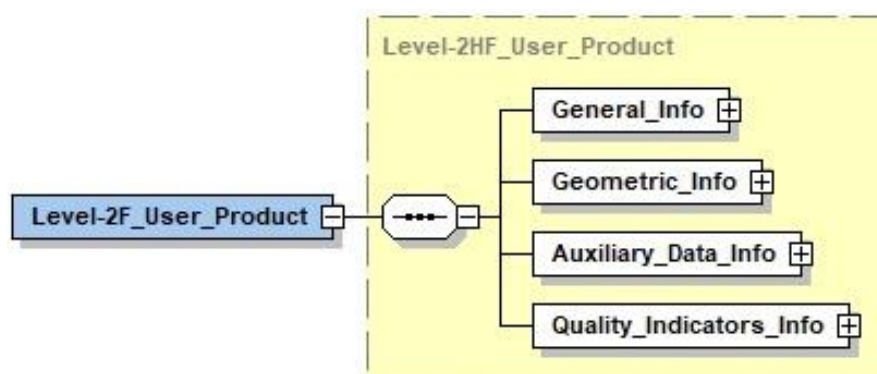 Level-2HF_User_Product
General_Info
Geometric_Info
Level-2F_User_Product
Auxiliary_Data_Info
Quality_Indicators_Info